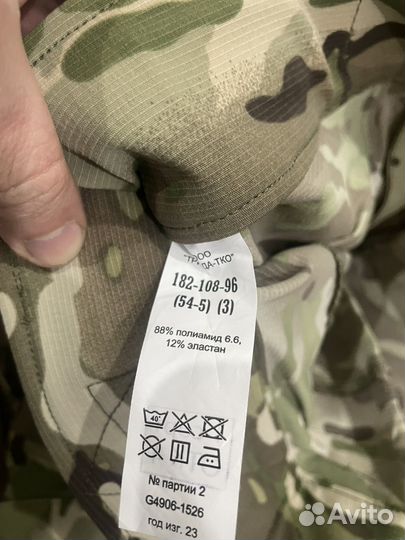 182-108-96
(54-5) (3)
88% полиамид 6.6,
12% эластан
40°
№ партии 2
G4906-1526
год изг. 23
Avito